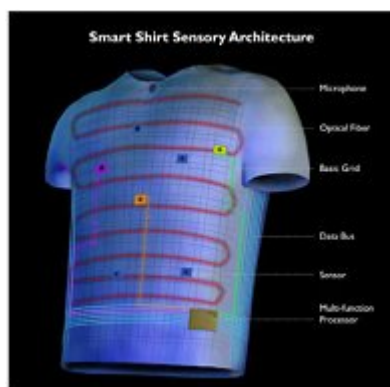 Smart Shirt Sensory Architecture
Microphone
Optical Fiber
Basic Grid
Data Bus
Sensor
Multi-function
Processor